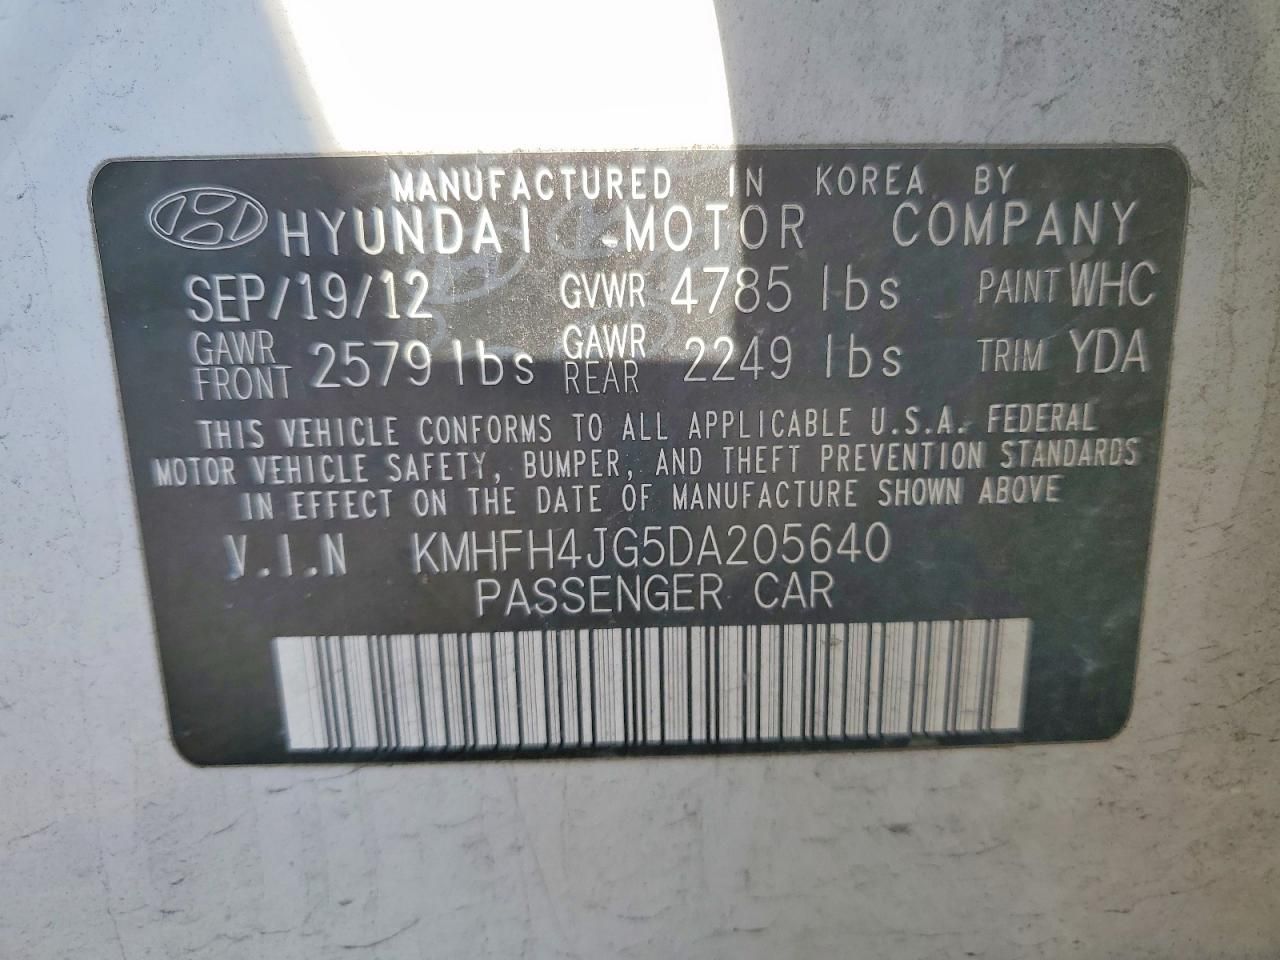 MANUFACTURED IN KOREA BY
HYUNDAI MOTOR COMPANY
SEP/19/12 GVWR 4785 lbs PAINT WHC
GAWR FRONT 2579 lbs GAWR REAR 2249 lbs TRIM YDA
THIS VEHICLE CONFORMS TO ALL APPLICABLE U.S.A. FEDERAL
MOTOR VEHICLE SAFETY, BUMPER, AND THEFT PREVENTION STANDARDS
IN EFFECT ON THE DATE OF MANUFACTURE SHOWN ABOVE
V.I.N KMHFH4JG5DA205640
PASSENGER CAR